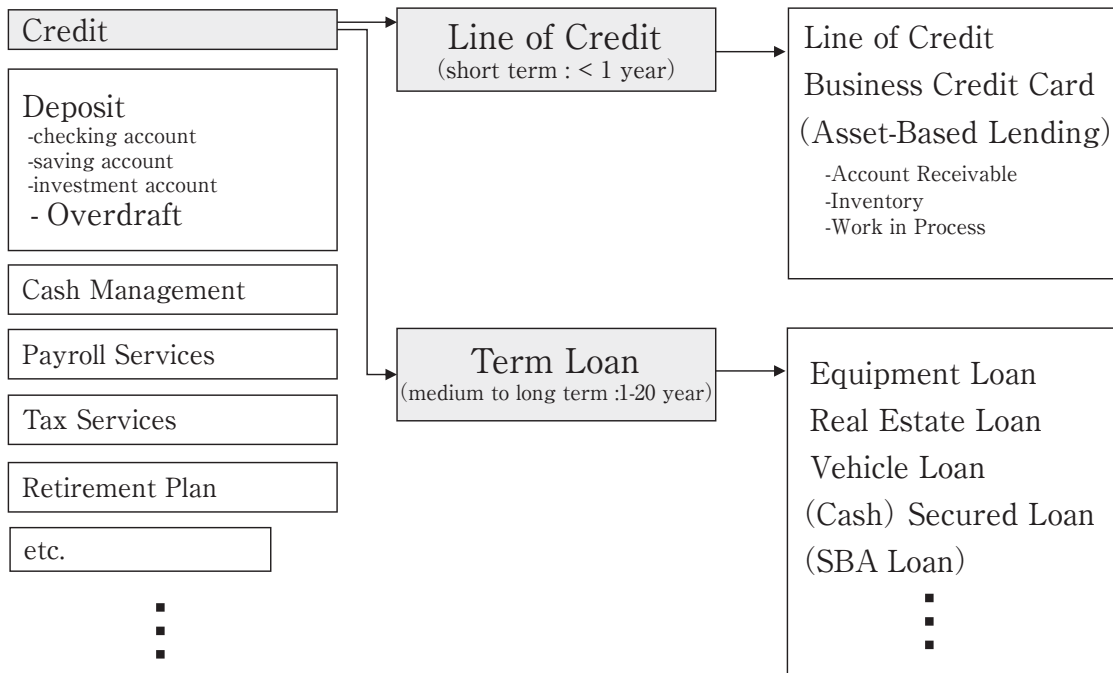 Credit
Deposit
-checking account
-saving account
-investment account
- Overdraft
Cash Management
Payroll Services
Tax Services
Retirement Plan
etc.
Line of Credit
(short term : < 1 year)
Term Loan
(medium to long term :1-20 year)
Line of Credit
Business Credit Card
(Asset-Based Lending)
-Account Receivable
-Inventory
-Work in Process
Equipment Loan
Real Estate Loan
Vehicle Loan
(Cash) Secured Loan
(SBA Loan)